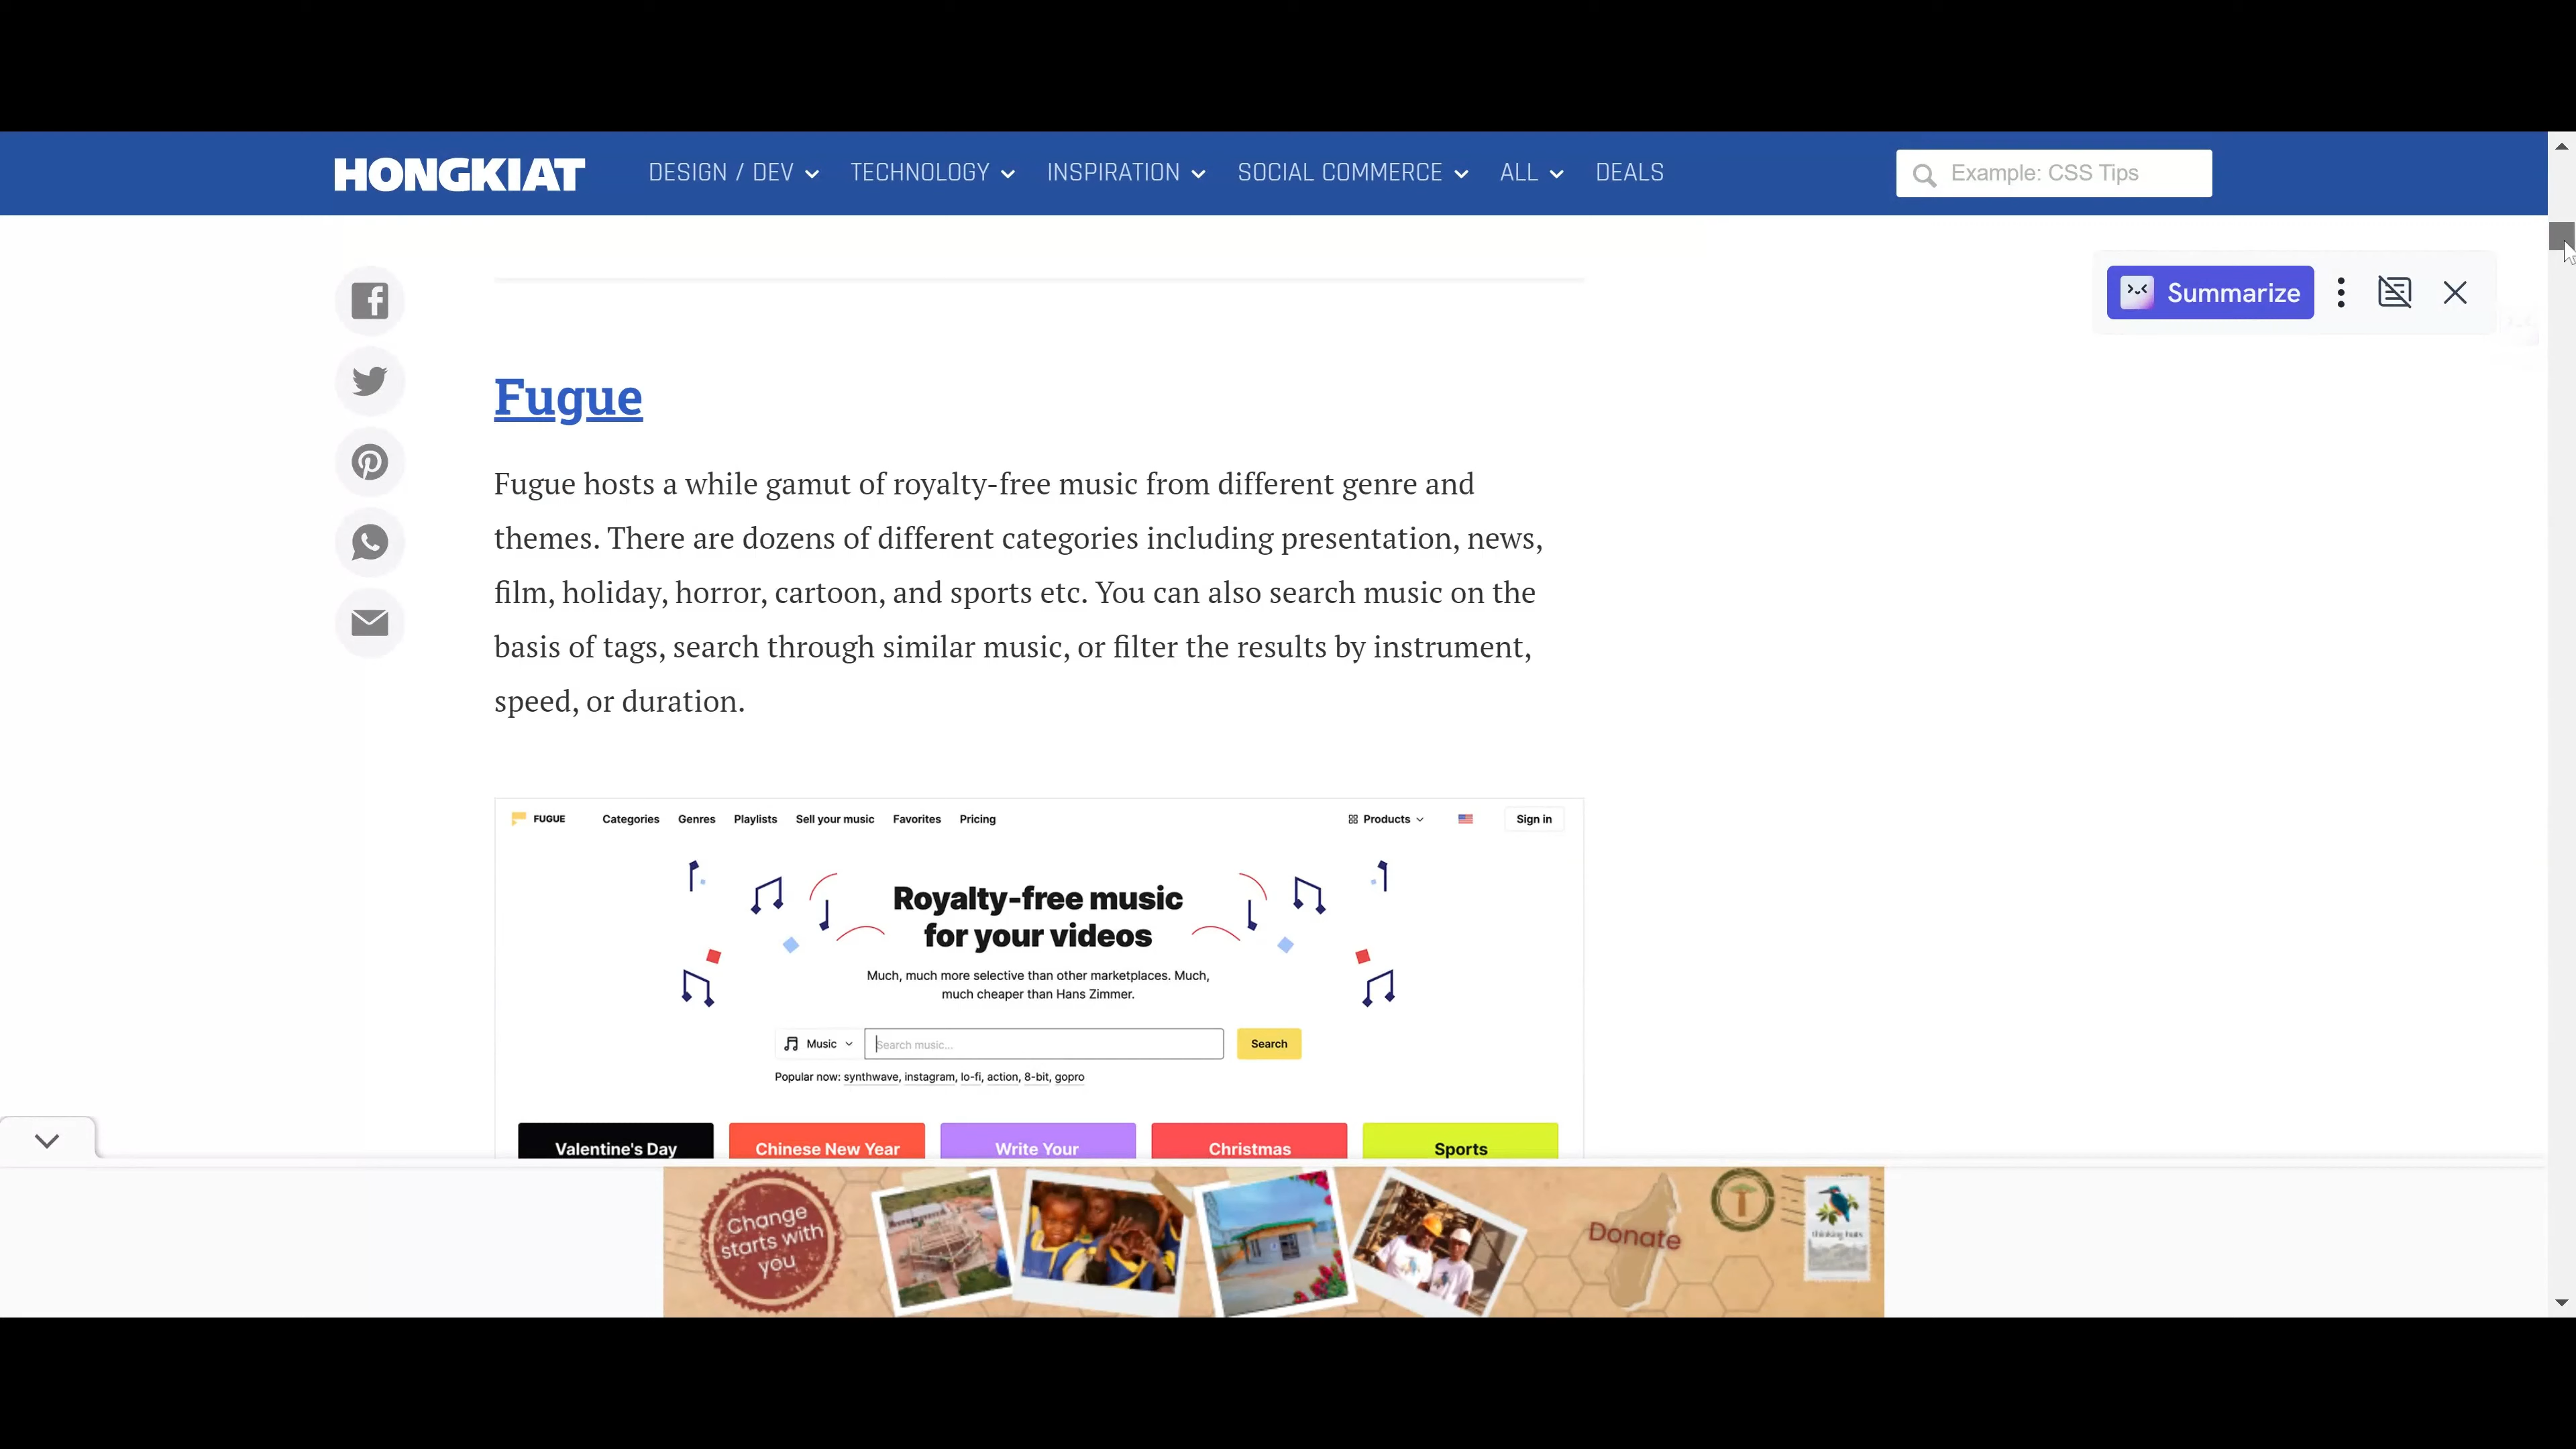 HONGKIAT
DESIGN / DEV
TECHNOLOGY
INSPIRATION
SOCIAL COMMERCE
ALL
DEALS
Example: CSS Tips
Summarize
Fugue
Fugue hosts a while gamut of royalty-free music from different genre and
themes. There are dozens of different categories including presentation, news,
film, holiday, horror, cartoon, and sports etc. You can also search music on the
basis of tags, search through similar music, or filter the results by instrument,
speed, or duration.
FUGUE
Categories
Genres
Playlists
Sell your music
Favorites
Pricing
Products
Sign in
Royalty-free music
for your videos
Much, much more selective than other marketplaces. Much,
much cheaper than Hans Zimmer.
Music
Search music...
Search
Popular now: synthwave, instagram, lo-fi, action, 8-bit, gopro
Valentine's Day
Chinese New Year
Write Your
Christmas
Sports
Change
starts with
you
Donate
thinking huts